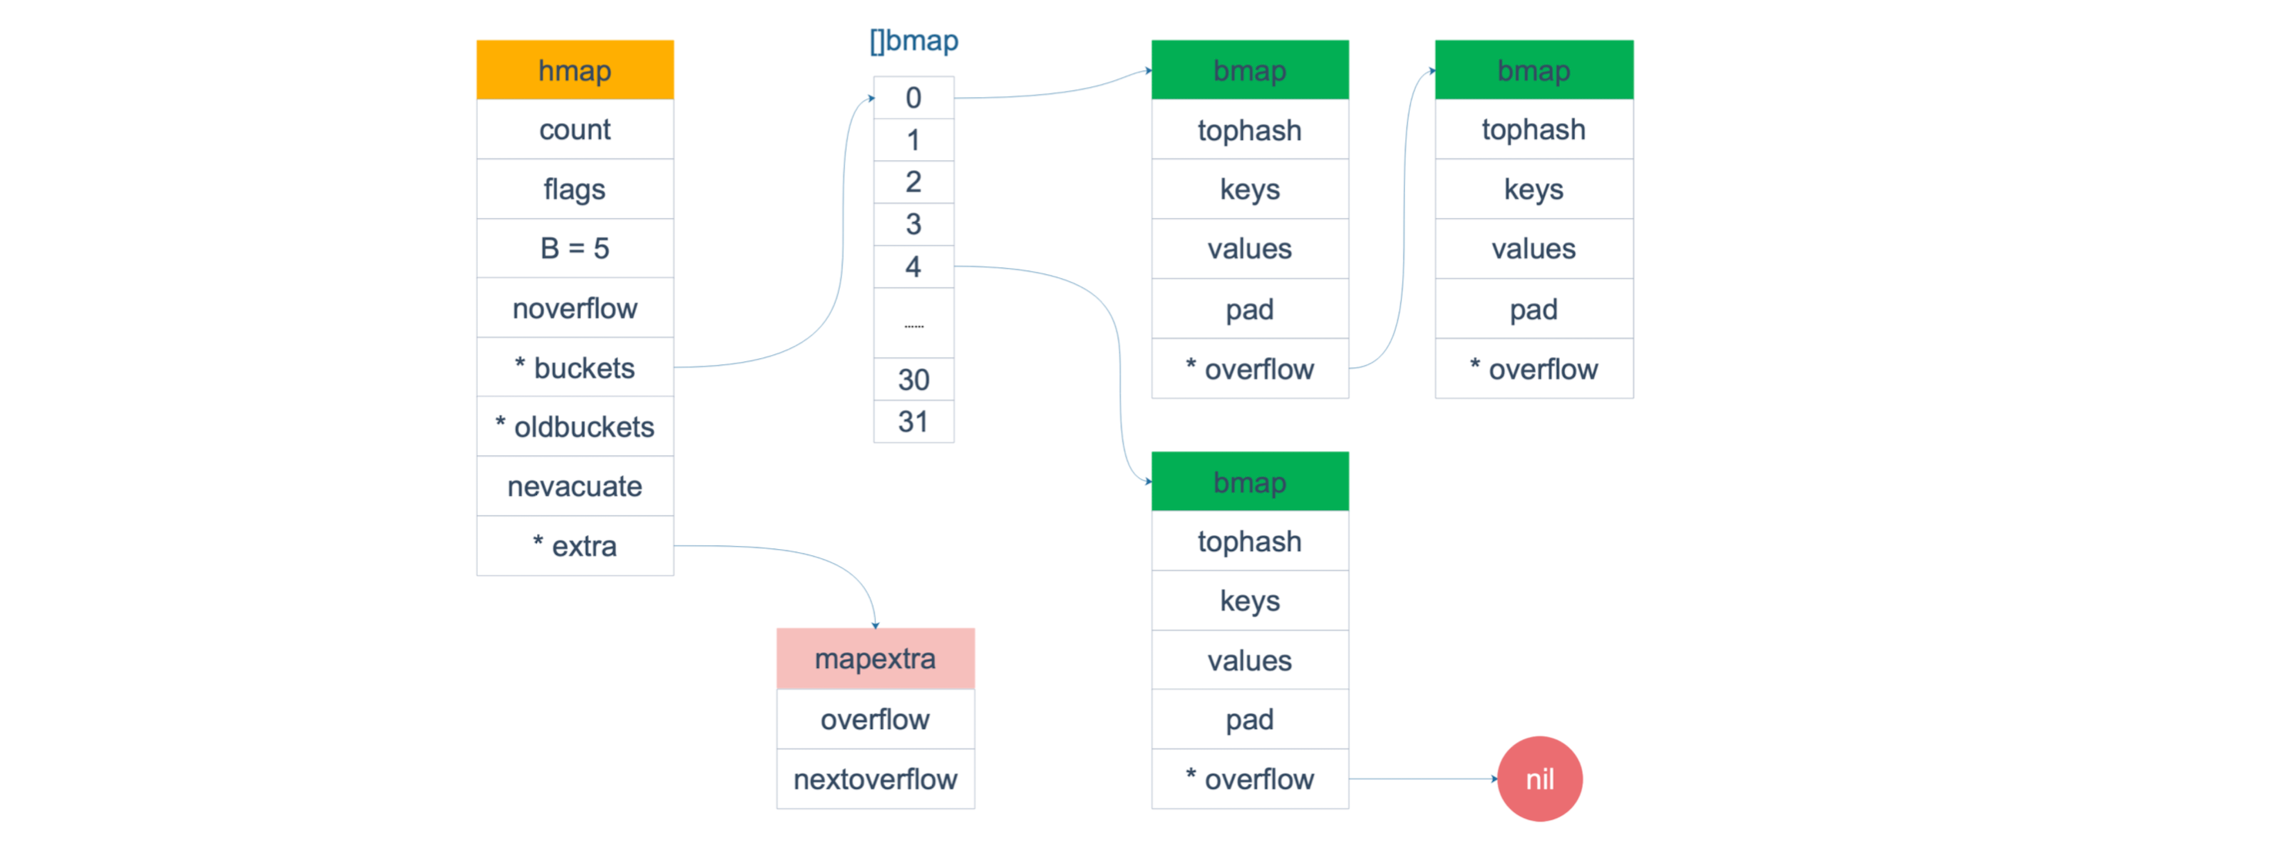 hmap
count
flags
B = 5
noverflow
* buckets
* oldbuckets
nevacuate
* extra
[]bmap
0
1
2
3
4
......
30
31
mapextra
overflow
nextoverflow
bmap
tophash
keys
values
pad
* overflow
bmap
tophash
keys
values
pad
* overflow
bmap
tophash
keys
values
pad
* overflow
nil